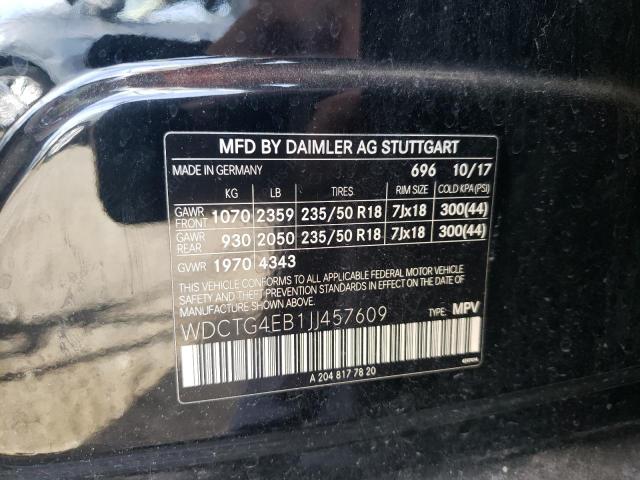 MFD BY DAIMLER AG STUTTGART
MADE IN GERMANY 696 10/17
KG LB TIRES RIM SIZE COLD KPA(PSI)
GAWR FRONT 1070 2359 235/50 R18 7Jx18 300(44)
GAWR REAR 930 2050 235/50 R18 7Jx18 300(44)
GVWR 1970 4343
THIS VEHICLE CONFORMS TO ALL APPLICABLE FEDERAL MOTOR VEHICLE
SAFETY, BUMPER, AND THEFT PREVENTION STANDARDS IN EFFECT ON THE DATE OF
MANUFACTURE SHOWN ABOVE.
WDCTG4EB1JJ457609 TYPE: MPV
A 204 817 78 20